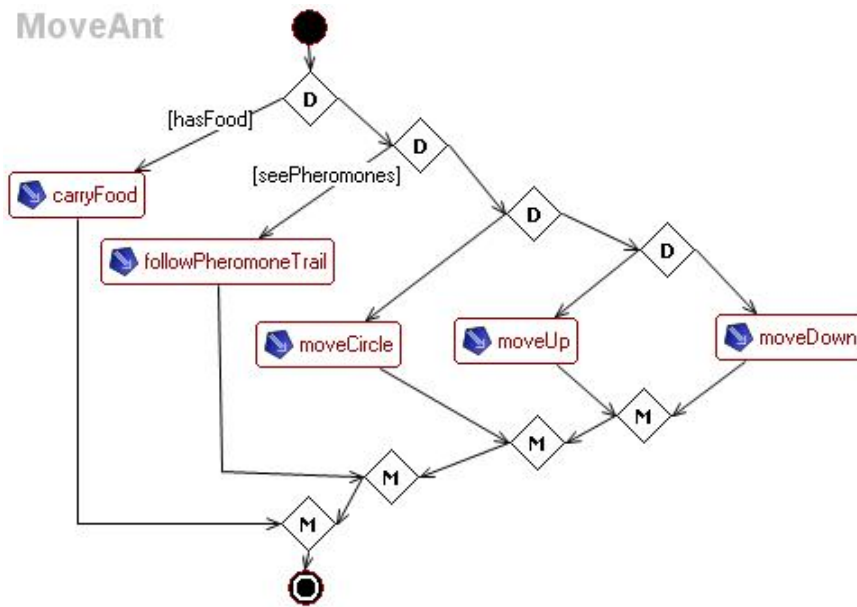 MoveAnt
D
[hasFood]
D
[seePheromones]
carryFood
D
D
followPheromoneTrail
moveCircle
moveUp
moveDown
M
M
M
M